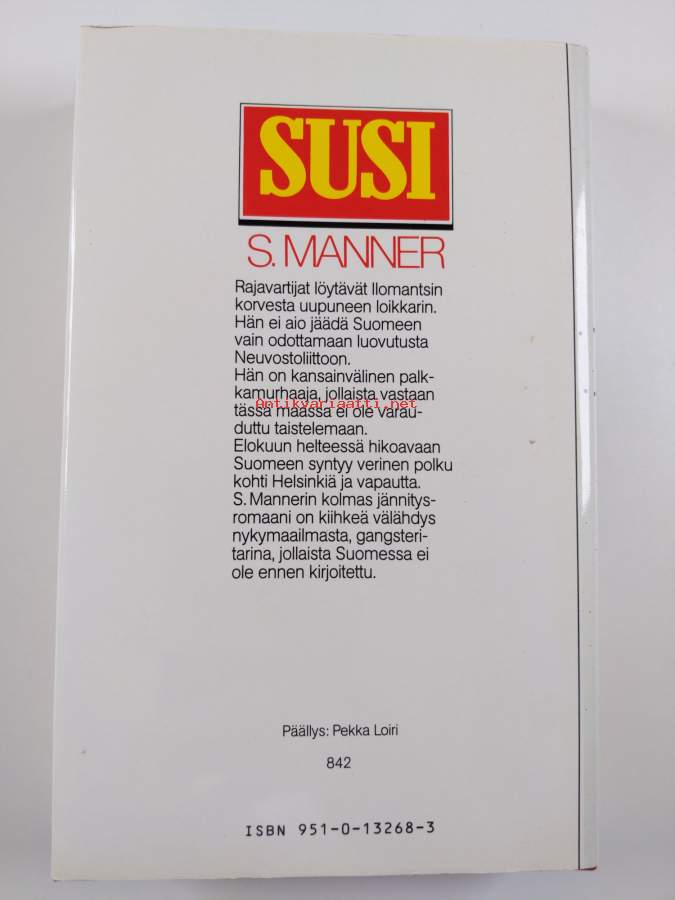 SUSI
S. MANNER
Rajavartijat löytävät Ilomantsin
korvesta uupuneen loikkarin.
Hän ei aio jäädä Suomeen
vain odottamaan luovutusta
Neuvostoliittoon.
Hän on kansainvälinen palk-
kamurhaaja, jollaista vastaan
Antikvariaatti.net
tässä maassa ei ole varau-
duttu taistelemaan.
Elokuun helteessä hikoavaan
Suomeen syntyy verinen polku
kohti Helsinkiä ja vapautta.
S. Mannerin kolmas jännitys-
romaani on kiihkeä välähdys
nykymaailmasta, gangsteri-
tarina, jollaista Suomessa ei
ole ennen kirjoitettu.
Päällys: Pekka Loiri
842
ISBN 951-0-13268-3